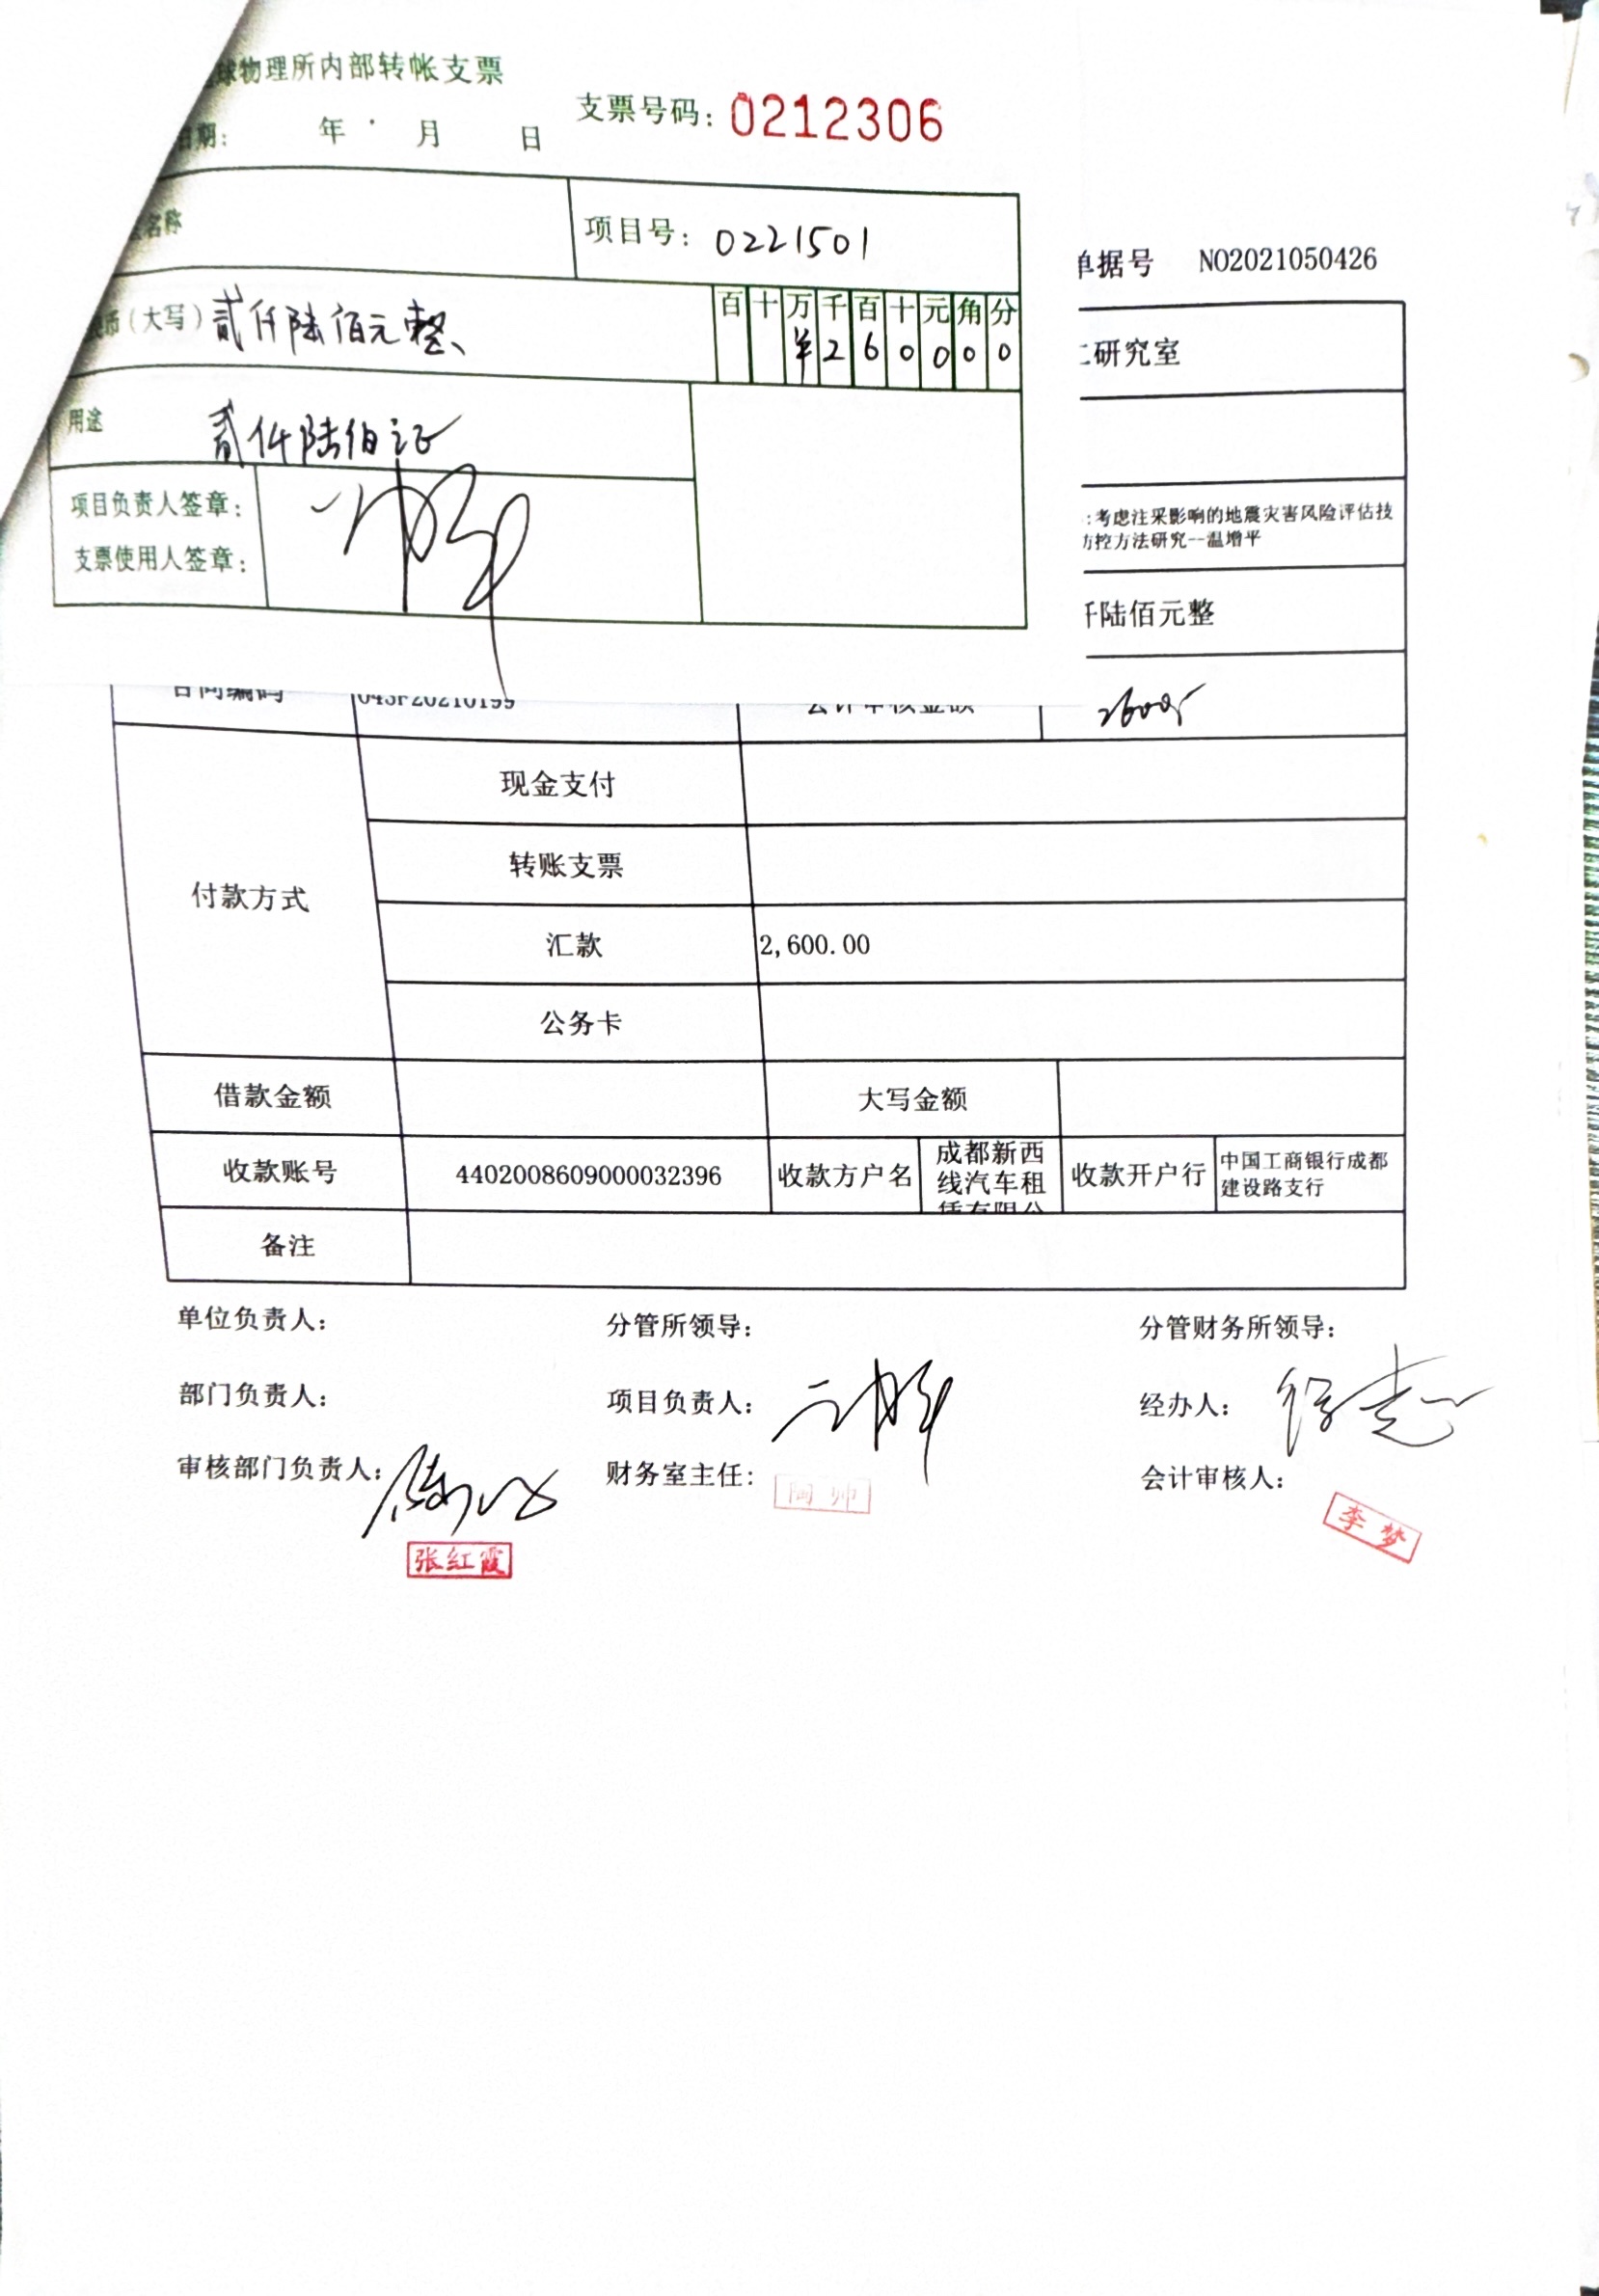 球物理所内部转帐支票
日期: 年 月 日
支票号码: 0212306
名称
项目号: 0221501
币(大写) 贰仟陆佰元整
百 十 万 千 百 十 元 角 分
¥ 2 6 0 0 0 0
用途
贰仟陆佰
项目负责人签章:
支票使用人签章:
单据号 NO2021050426
研究室
:考虑注采影响的地震灾害风险评估技
防控方法研究--温增平
仟陆佰元整
合同编码 043F20210199 会计审核金额
付款方式
现金支付
转账支票
汇款 2,600.00
公务卡
借款金额 大写金额
收款账号 4402008609000032396 收款方户名 成都新西
线汽车租
赁有限公
收款开户行 中国工商银行成都
建设路支行
备注
单位负责人: 分管所领导: 分管财务所领导:
部门负责人: 项目负责人: 经办人:
审核部门负责人: 财务室主任: 陶帅 会计审核人:
张红霞 李梦